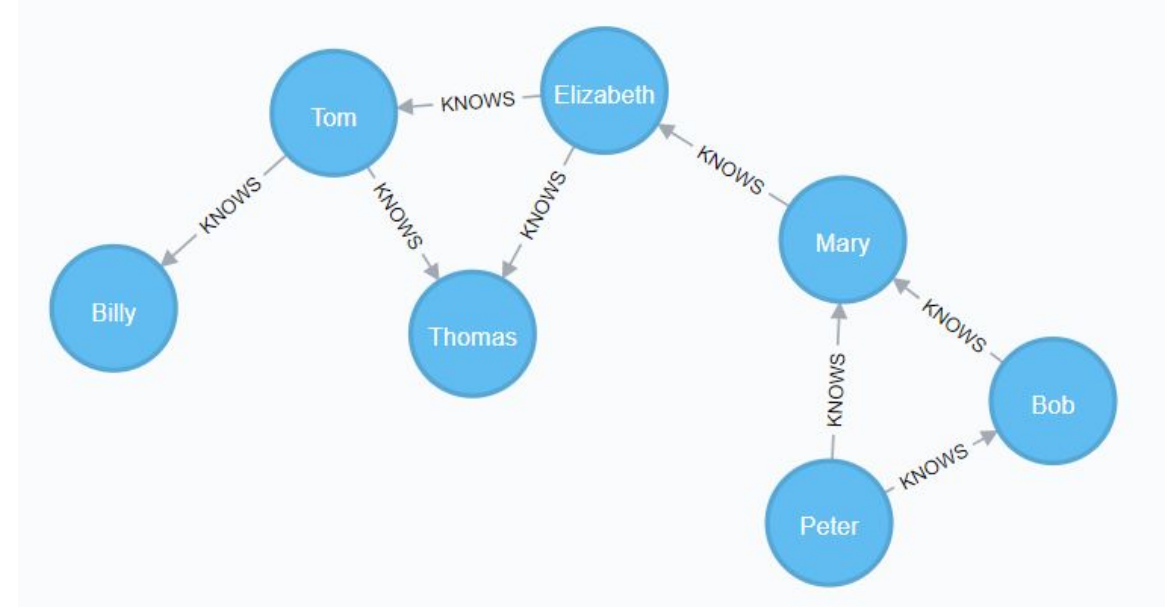 Tom
KNOWS
Elizabeth
KNOWS
KNOWS
KNOWS
KNOWS
Mary
Billy
Thomas
KNOWS
KNOWS
Bob
KNOWS
Peter